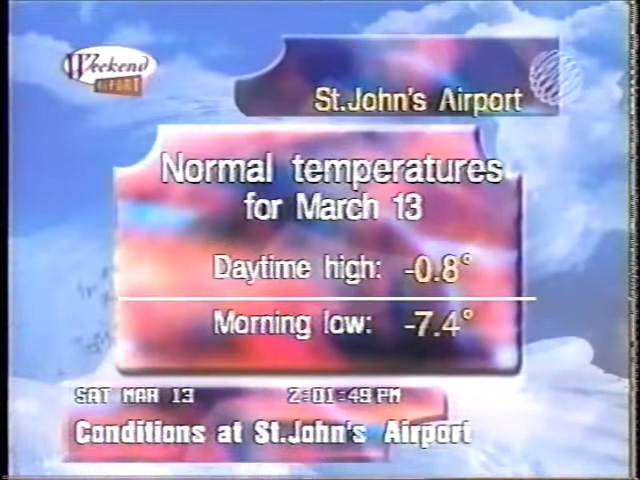 Weekend
REPORT
St.John's Airport
Normal temperatures
for March 13
Daytime high: -0.8°
Morning low: -7.4°
SAT MAR 13 2:01:49 PM
Conditions at St.John's Airport